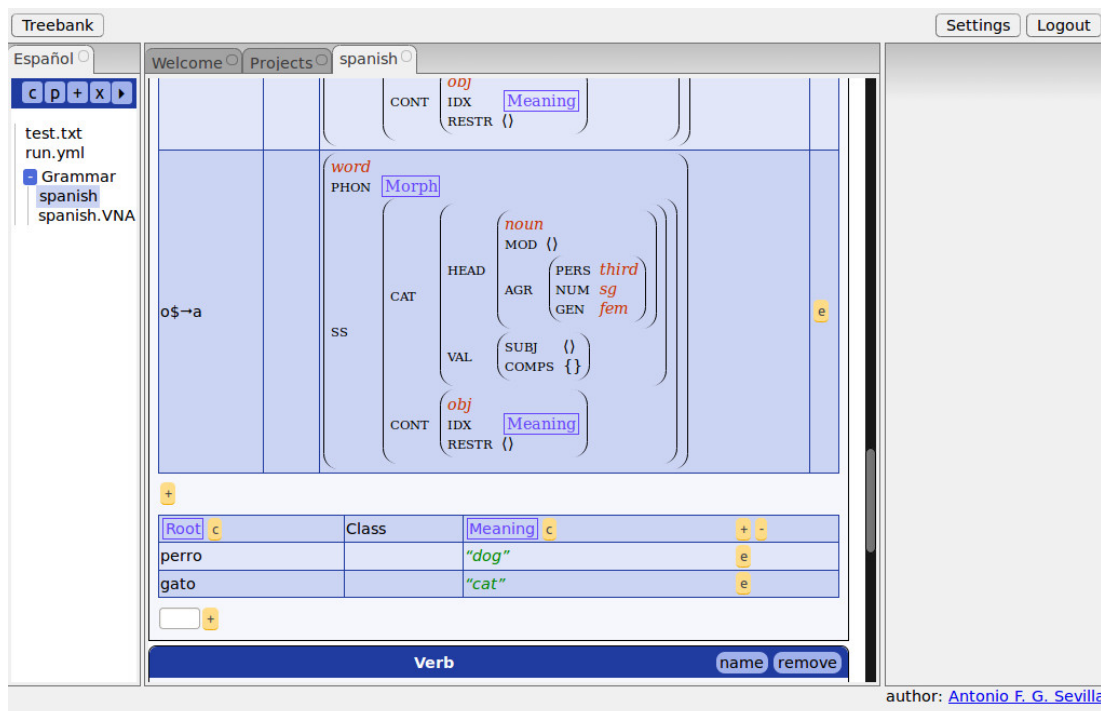 Treebank Settings Logout
Español
c p + x
test.txt
run.yml
- Grammar
spanish
spanish.VNA
Welcome Projects spanish
obj
CONT IDX Meaning
RESTR ⟨⟩
word
PHON Morph
noun
MOD ⟨⟩
HEAD
PERS third
AGR NUM sg
GEN fem
CAT
o$→a e
SS
SUBJ ⟨⟩
VAL
COMPS {}
obj
CONT IDX Meaning
RESTR ⟨⟩
+
Root c Class Meaning c + -
perro “dog” e
gato “cat” e
+
Verb name remove
author: Antonio F. G. Sevilla